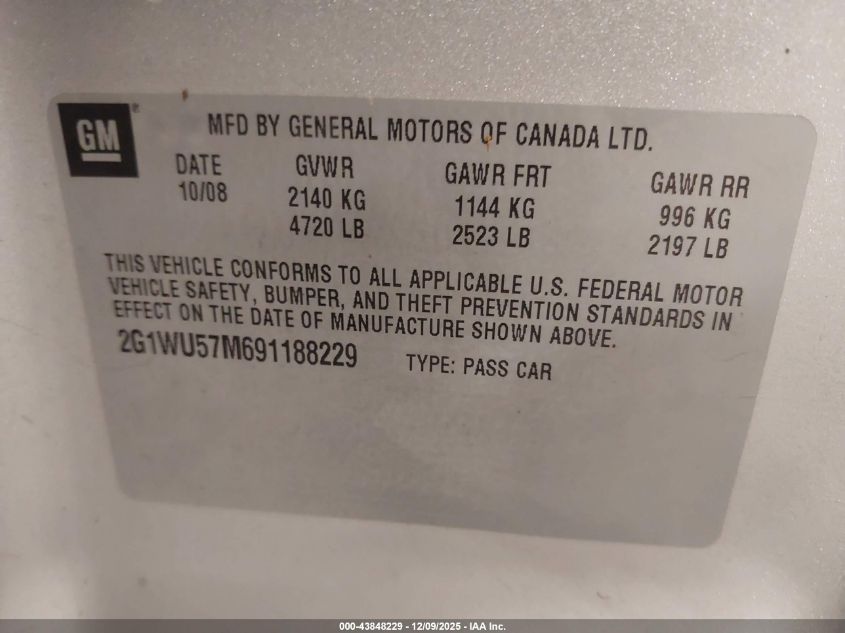 GM®
MFD BY GENERAL MOTORS OF CANADA LTD.
DATE GVWR GAWR FRT GAWR RR
10/08 2140 KG 1144 KG 996 KG
4720 LB 2523 LB 2197 LB
THIS VEHICLE CONFORMS TO ALL APPLICABLE U.S. FEDERAL MOTOR
VEHICLE SAFETY, BUMPER, AND THEFT PREVENTION STANDARDS IN
EFFECT ON THE DATE OF MANUFACTURE SHOWN ABOVE.
2G1WU57M691188229 TYPE: PASS CAR
000-43848229 - 12/09/2025 - IAA Inc.